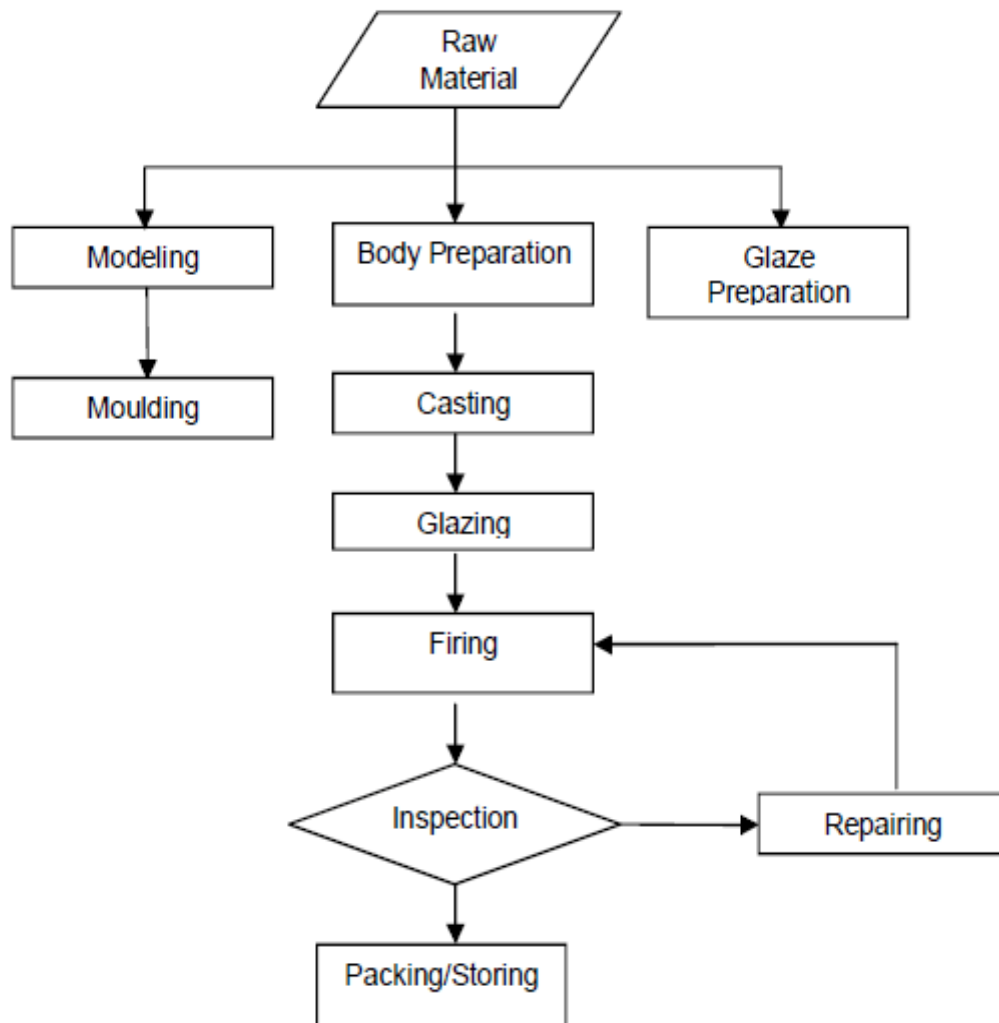 Raw
Material
Modeling
Body Preparation
Glaze
Preparation
Moulding
Casting
Glazing
Firing
Inspection
Repairing
Packing/Storing